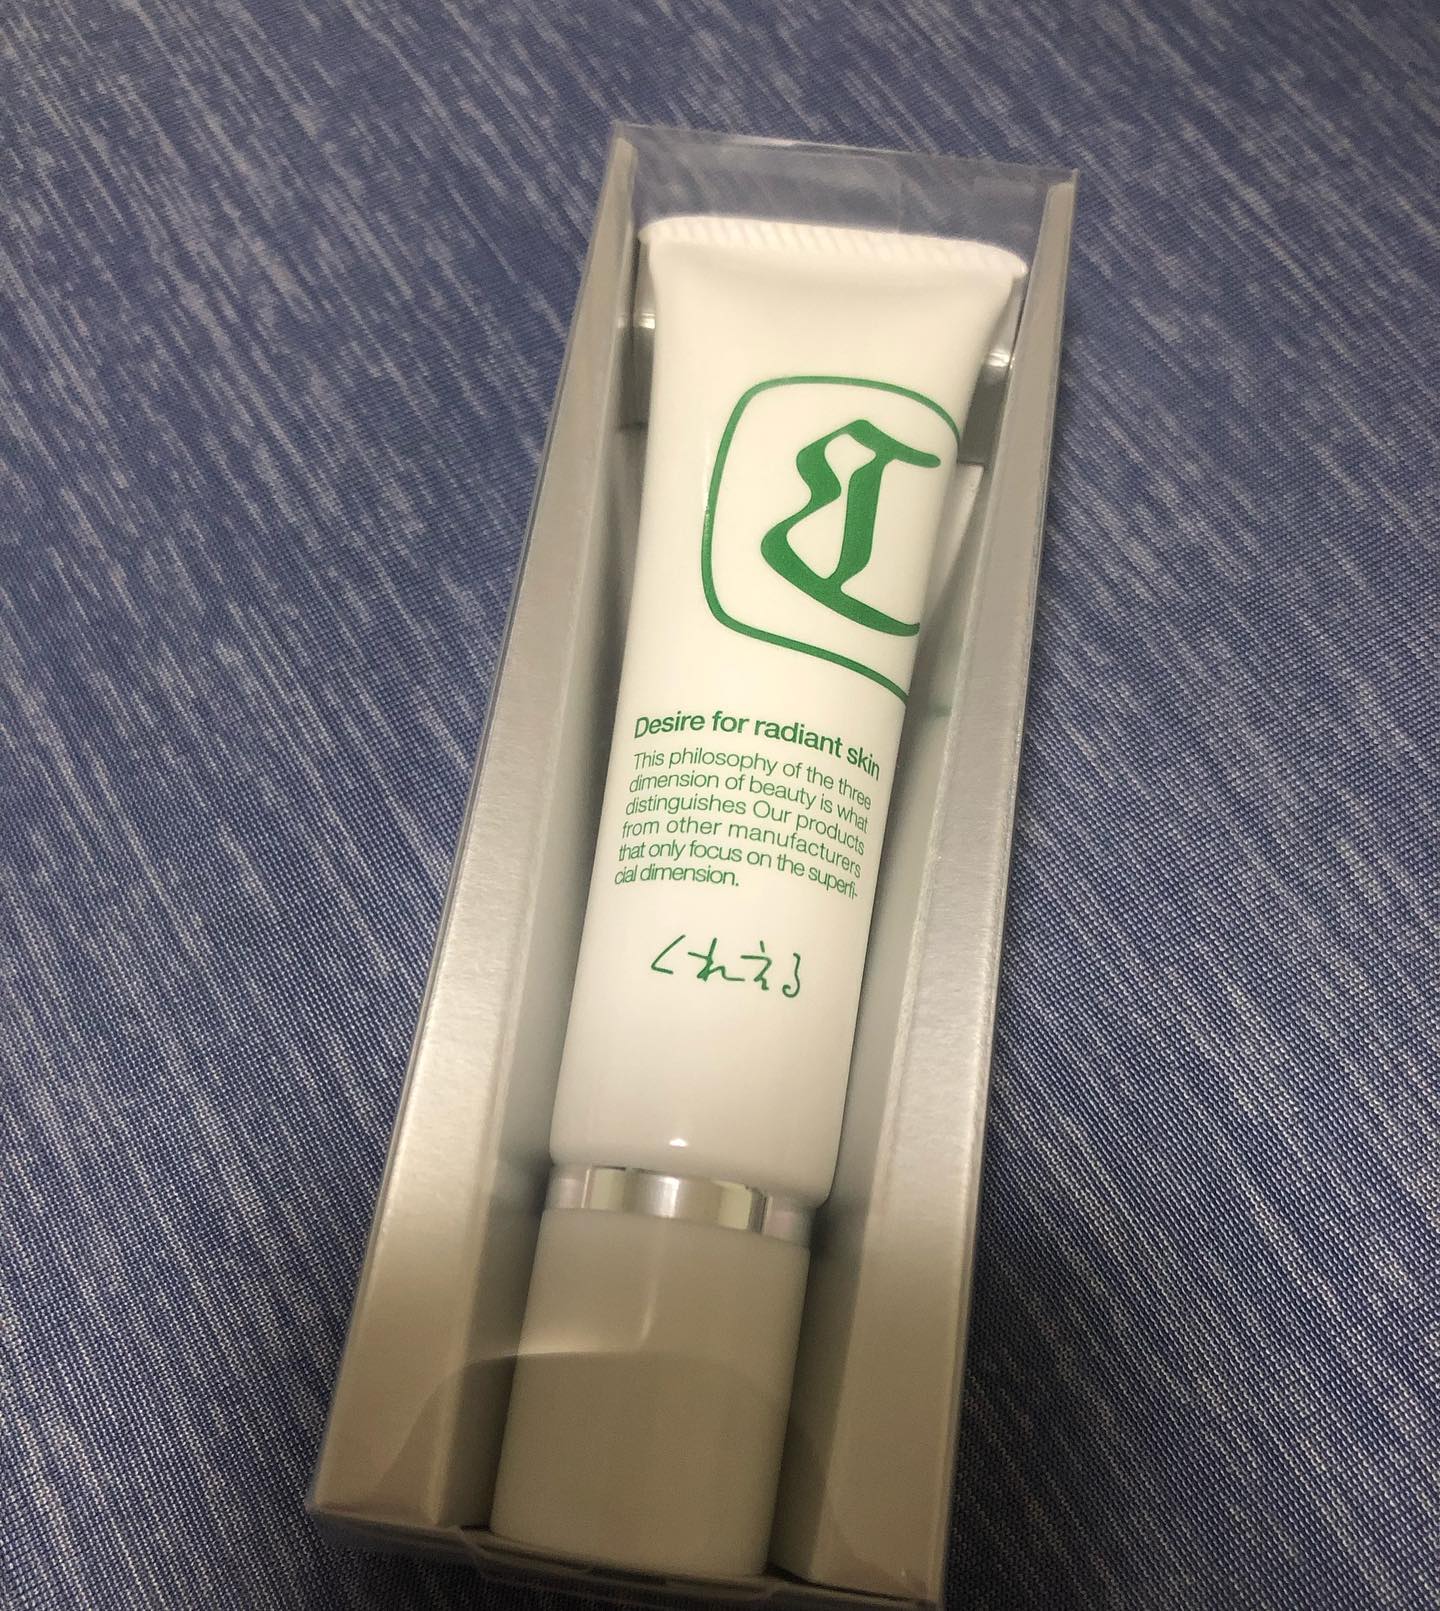 Desire for radiant skin
This philosophy of the three
dimension of beauty is what
distinguishes Our products
from other manufacturers
that only focus on the superfi-
cial dimension.
くれえる